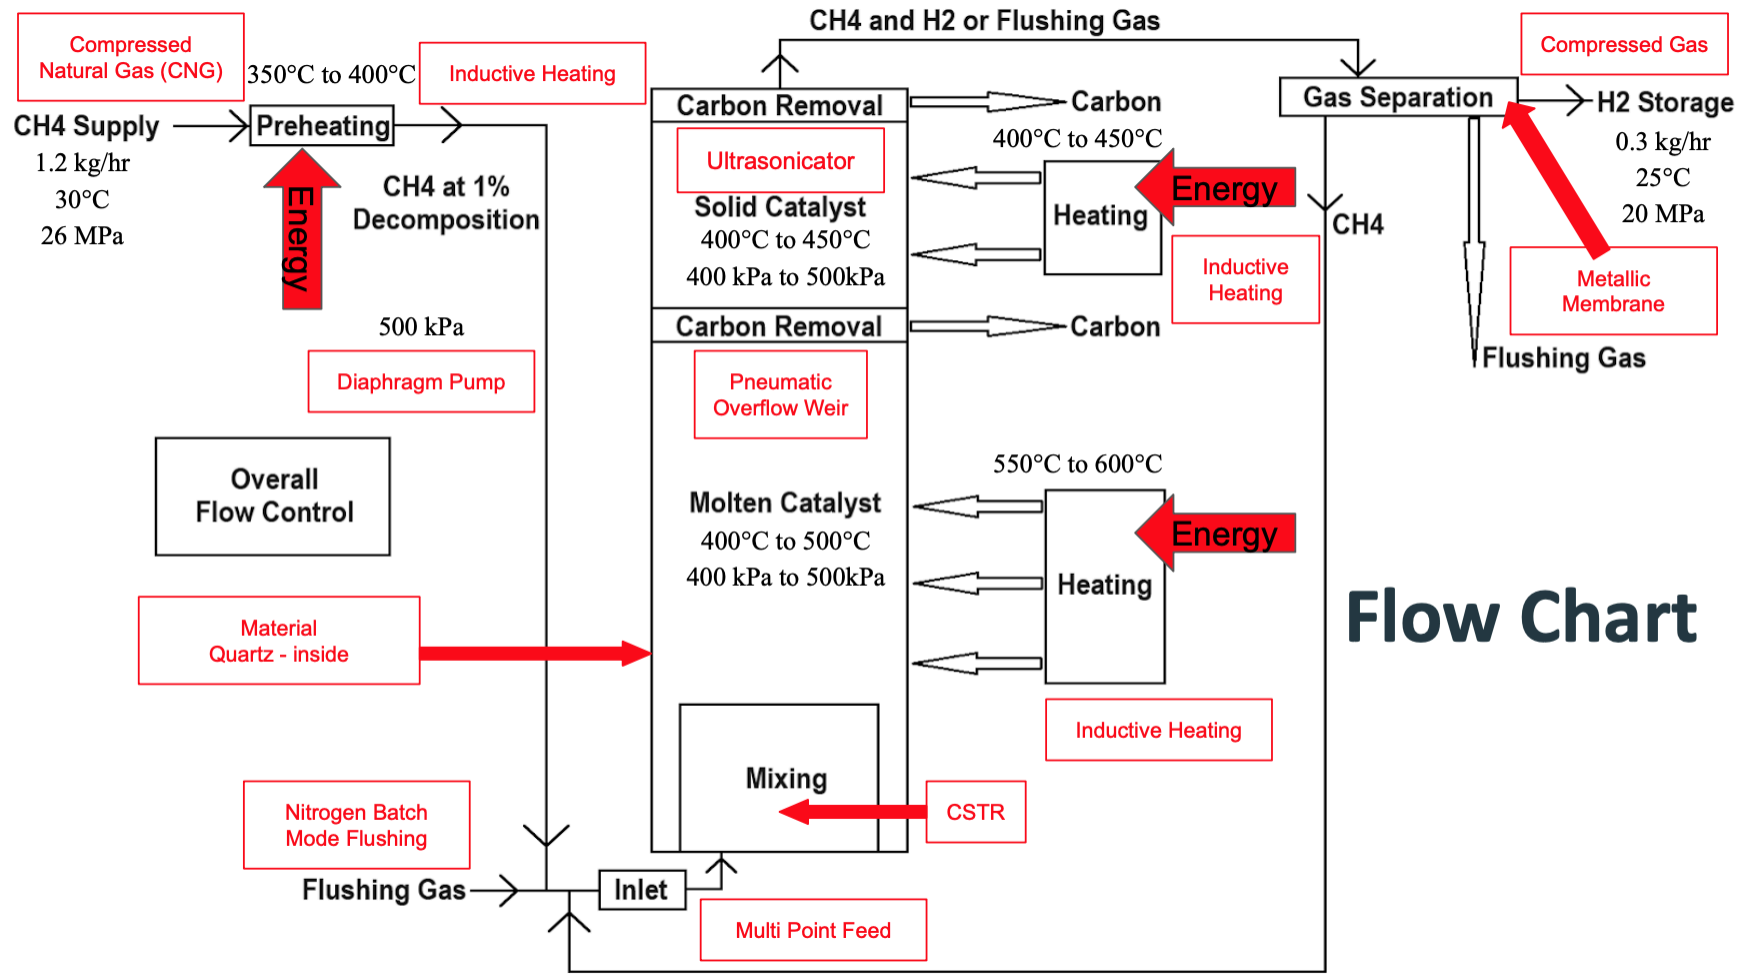 CH4 and H2 or Flushing Gas
Compressed
Natural Gas (CNG)
350°C to 400°C
Inductive Heating
Compressed Gas
CH4 Supply
Preheating
Carbon Removal
Carbon
Gas Separation
H2 Storage
1.2 kg/hr
30°C
26 MPa
Energy
CH4 at 1%
Decomposition
Ultrasonicator
Solid Catalyst
400°C to 450°C
400 kPa to 500kPa
400°C to 450°C
Heating
Energy
Inductive
Heating
CH4
0.3 kg/hr
25°C
20 MPa
Metallic
Membrane
Flushing Gas
500 kPa
Diaphragm Pump
Carbon Removal
Carbon
Pneumatic
Overflow Weir
Overall
Flow Control
Molten Catalyst
400°C to 500°C
400 kPa to 500kPa
550°C to 600°C
Energy
Heating
Flow Chart
Material
Quartz - inside
Inductive Heating
Mixing
CSTR
Nitrogen Batch
Mode Flushing
Flushing Gas
Inlet
Multi Point Feed